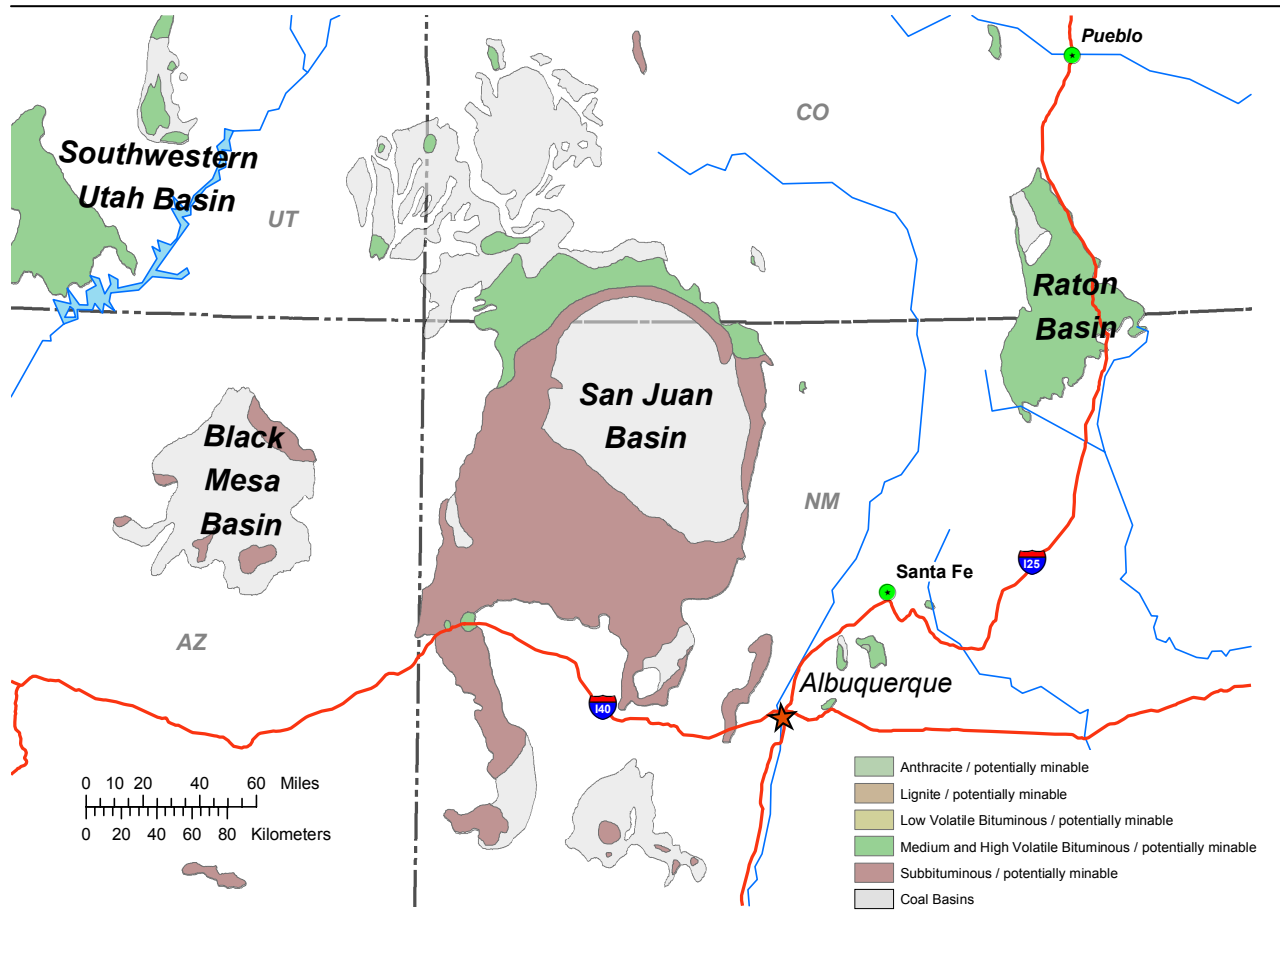 Pueblo
CO
Southwestern
Utah Basin
UT
Raton
Basin
San Juan
Basin
Black
Mesa
Basin
NM
I25
Santa Fe
AZ
Albuquerque
I40
Anthracite / potentially minable
Lignite / potentially minable
Low Volatile Bituminous / potentially minable
Medium and High Volatile Bituminous / potentially minable
Subbituminous / potentially minable
Coal Basins
0 10 20 40 60 Miles
0 20 40 60 80 Kilometers